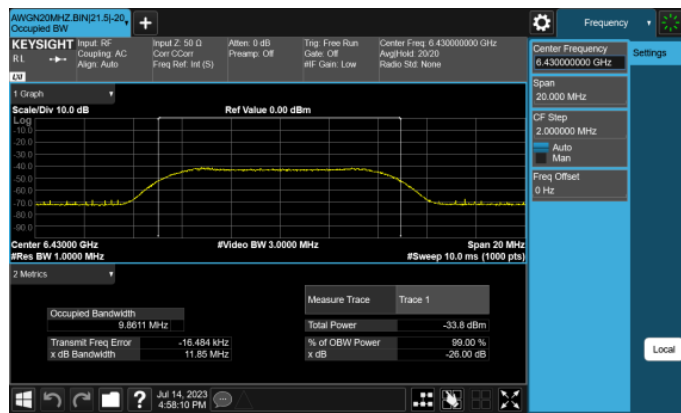 AWGN20MHZ.BIN|21.5|-20,
Occupied BW
+
Frequency
KEYSIGHT
RL
LXI
Input: RF
Coupling: AC
Align: Auto
Input Z: 50 Ω
Corr CCorr
Freq Ref: Int (S)
Atten: 0 dB
Preamp: Off
Trig: Free Run
Gate: Off
#IF Gain: Low
Center Freq: 6.430000000 GHz
Avg|Hold: 20/20
Radio Std: None
Center Frequency
6.430000000 GHz
Settings
Span
20.000 MHz
CF Step
2.000000 MHz
Auto
Man
Freq Offset
0 Hz
1 Graph
Scale/Div 10.0 dB
Ref Value 0.00 dBm
Log
-10.0
-20.0
-30.0
-40.0
-50.0
-60.0
-70.0
-80.0
-90.0
Center 6.43000 GHz
#Video BW 3.0000 MHz
Span 20 MHz
#Res BW 1.0000 MHz
#Sweep 10.0 ms (1000 pts)
2 Metrics
Measure Trace
Trace 1
Occupied Bandwidth
9.8611 MHz
Total Power
-33.8 dBm
Transmit Freq Error
-16.484 kHz
% of OBW Power
99.00 %
x dB Bandwidth
11.85 MHz
x dB
-26.00 dB
Local
?
Jul 14, 2023
4:58:10 PM